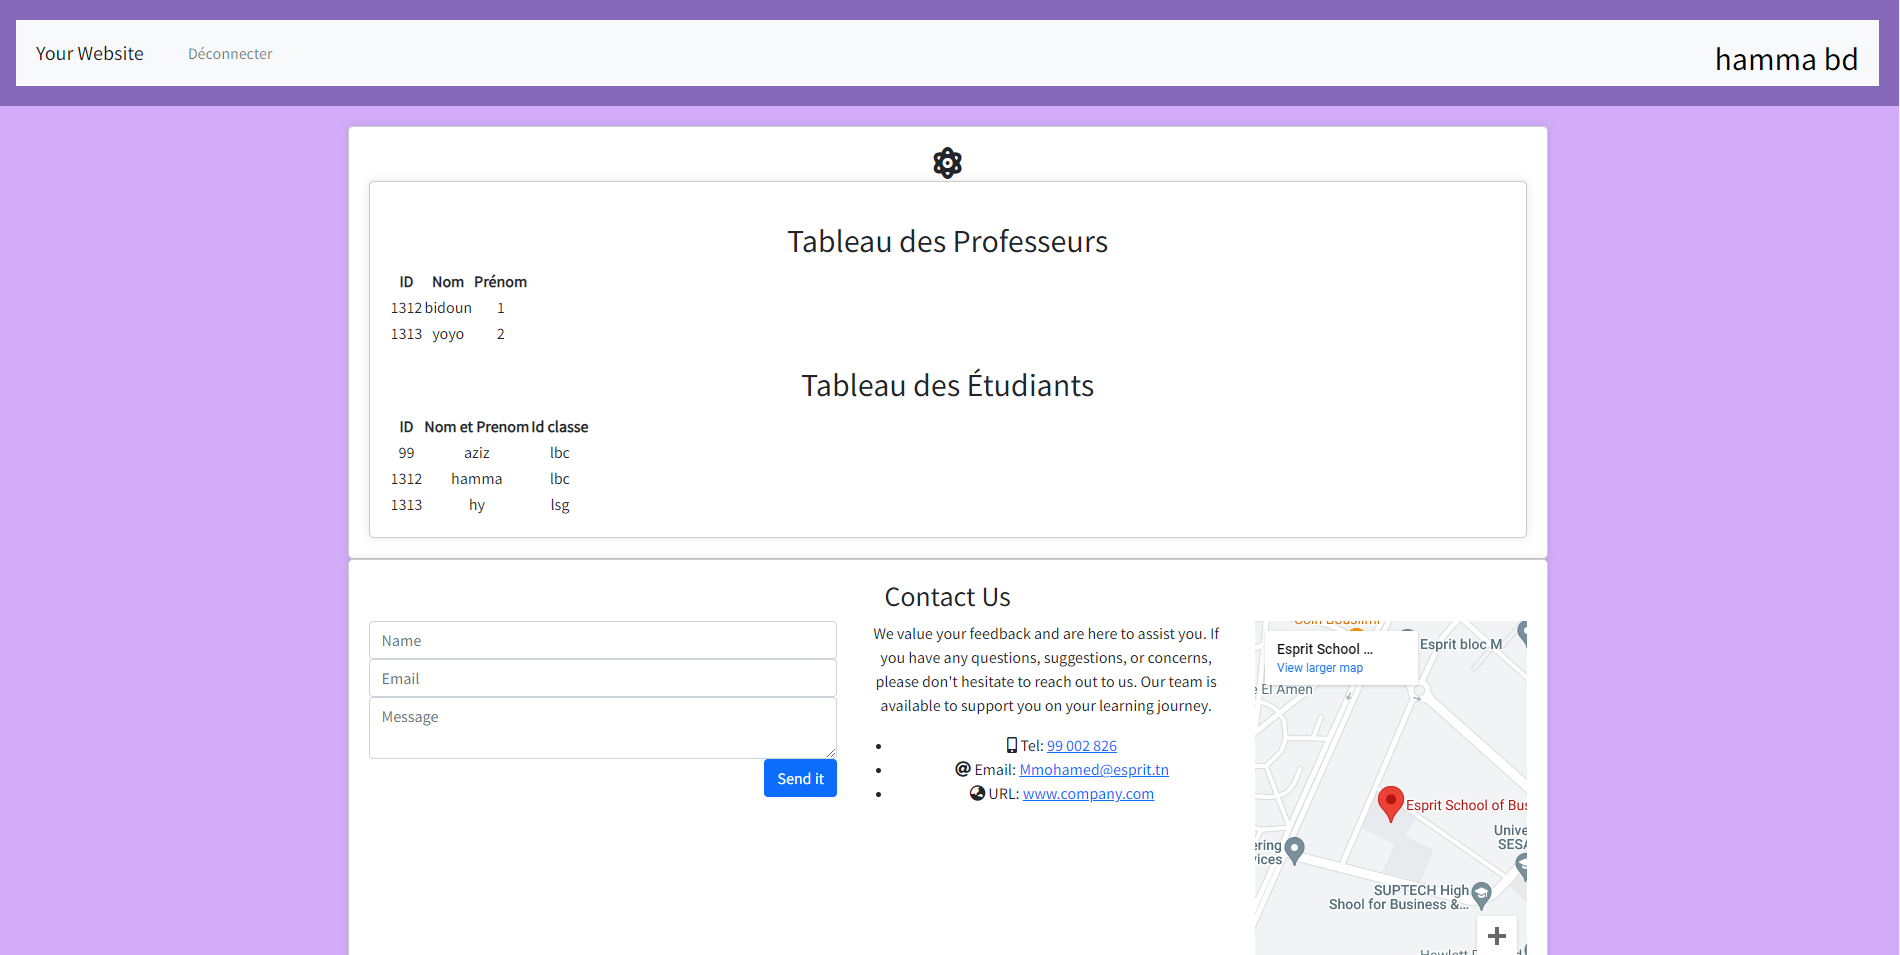 Your Website
Déconnecter
hamma bd
Tableau des Professeurs
ID Nom Prénom
1312 bidoun 1
1313 yoyo 2
Tableau des Étudiants
ID Nom et Prenom Id classe
99 aziz lbc
1312 hamma lbc
1313 hy lsg
Contact Us
Name
Email
Message
Send it
We value your feedback and are here to assist you. If
you have any questions, suggestions, or concerns,
please don't hesitate to reach out to us. Our team is
available to support you on your learning journey.
Tel: 99 002 826
Email: Mmohamed@esprit.tn
URL: www.company.com
Esprit School ...
View larger map
Esprit bloc M
El Amen
Esprit School of Bus
Unive
SESA
ering
vices
SUPTECH High
Shool for Business &...